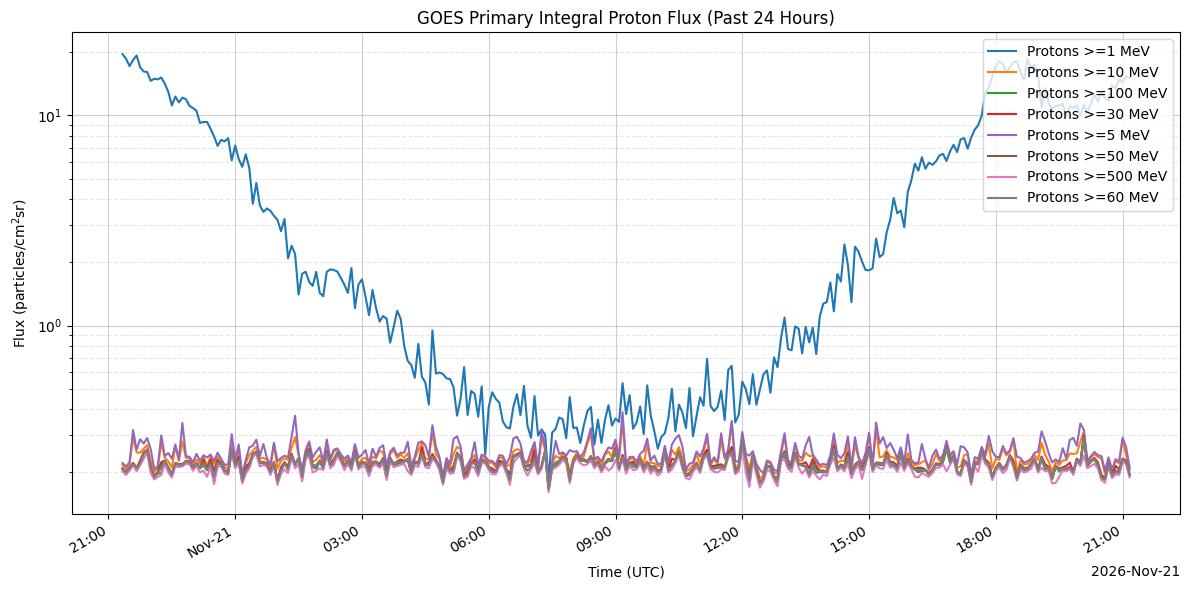 GOES Primary Integral Proton Flux (Past 24 Hours)
Protons >=1 MeV
Protons >=10 MeV
Protons >=100 MeV
Protons >=30 MeV
Protons >=5 MeV
Protons >=50 MeV
Protons >=500 MeV
Protons >=60 MeV
Flux (particles/cm²sr)
10¹
10⁰
21:00
Nov-21
03:00
06:00
09:00
12:00
15:00
18:00
21:00
Time (UTC)
2026-Nov-21